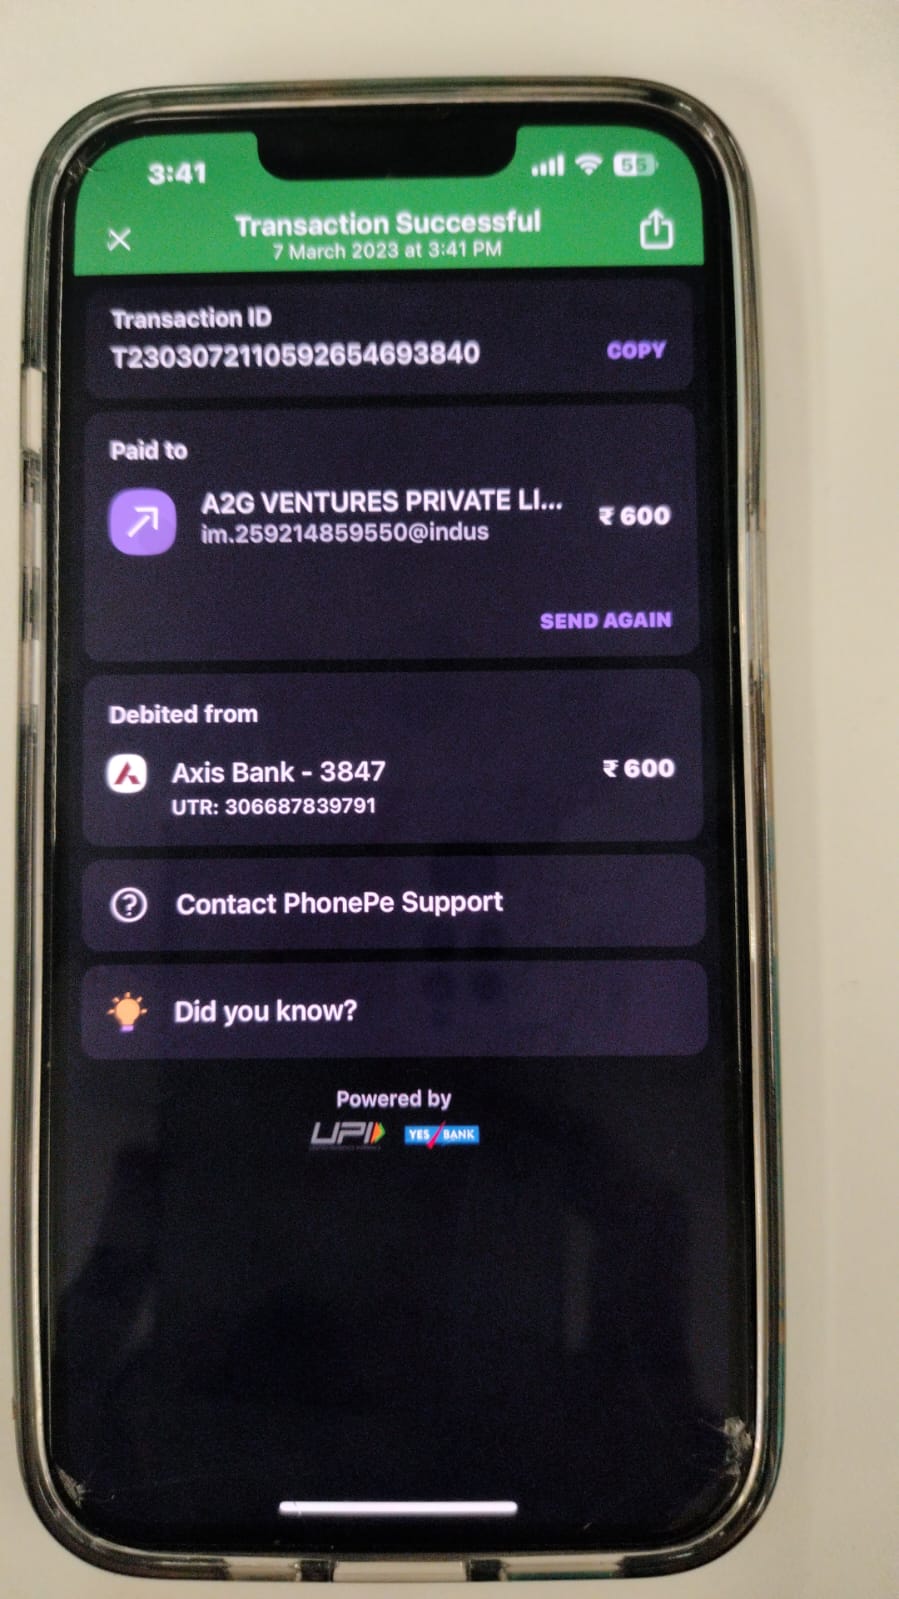 3:41
55
Transaction Successful
7 March 2023 at 3:41 PM
Transaction ID
T2303072110592654693840
COPY
Paid to
A2G VENTURES PRIVATE LI...
₹ 600
im.259214859550@indus
SEND AGAIN
Debited from
Axis Bank - 3847
₹ 600
UTR: 306687839791
Contact PhonePe Support
Did you know?
Powered by
UPI YES BANK